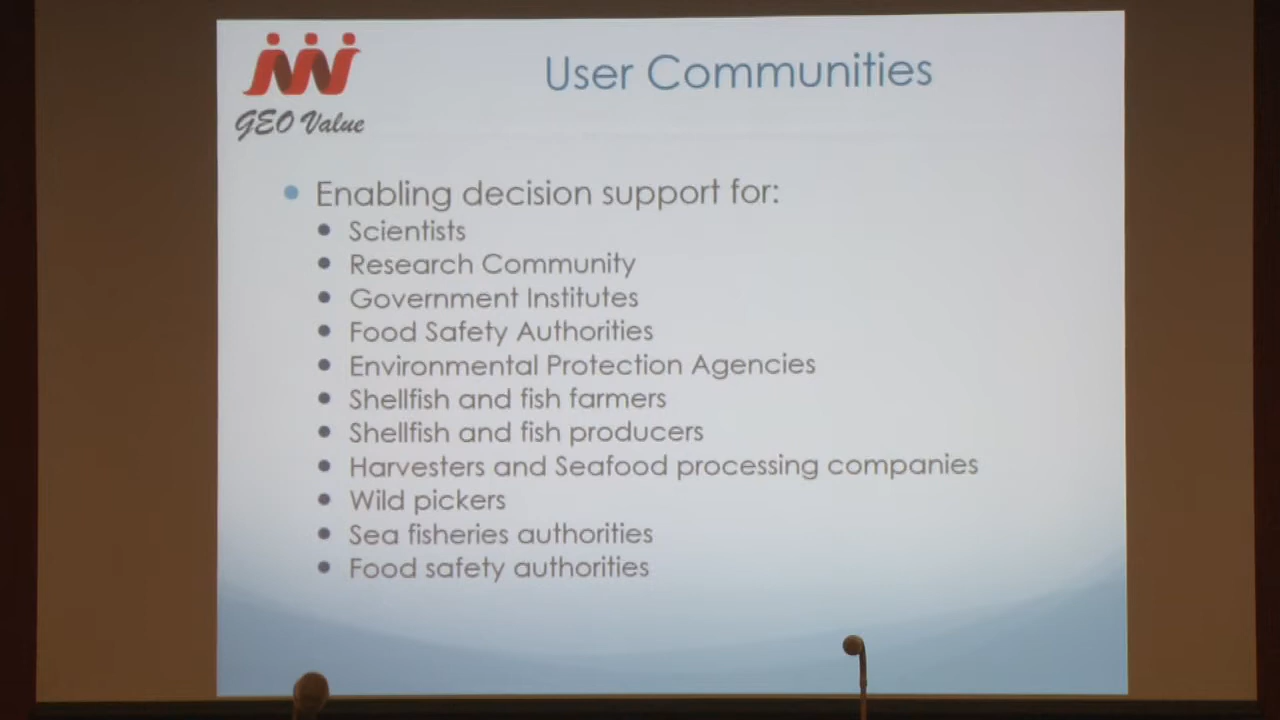 GEO Value
User Communities
Enabling decision support for:
Scientists
Research Community
Government Institutes
Food Safety Authorities
Environmental Protection Agencies
Shellfish and fish farmers
Shellfish and fish producers
Harvesters and Seafood processing companies
Wild pickers
Sea fisheries authorities
Food safety authorities